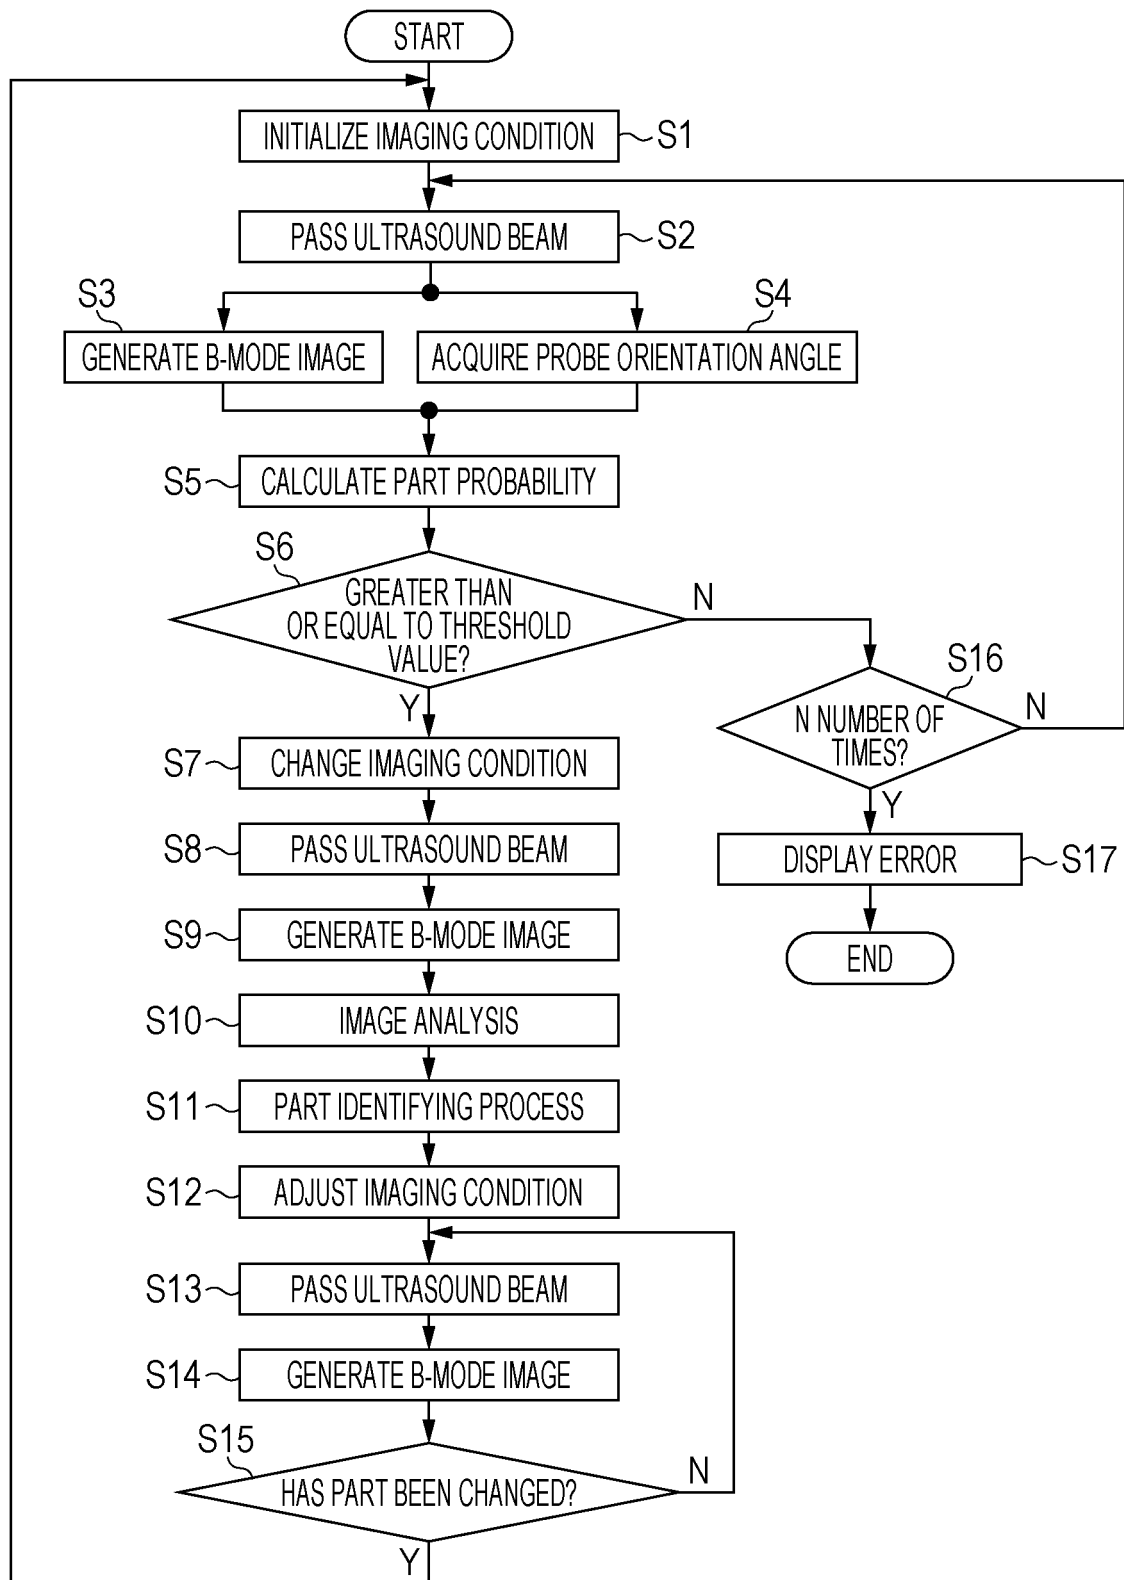 START
INITIALIZE IMAGING CONDITION
S1
PASS ULTRASOUND BEAM
S2
S3
S4
GENERATE B-MODE IMAGE
ACQUIRE PROBE ORIENTATION ANGLE
S5
CALCULATE PART PROBABILITY
S6
GREATER THAN
OR EQUAL TO THRESHOLD
VALUE?
N
Y
S16
N NUMBER OF
TIMES?
N
Y
S7
CHANGE IMAGING CONDITION
S8
PASS ULTRASOUND BEAM
DISPLAY ERROR
S17
S9
GENERATE B-MODE IMAGE
END
S10
IMAGE ANALYSIS
S11
PART IDENTIFYING PROCESS
S12
ADJUST IMAGING CONDITION
S13
PASS ULTRASOUND BEAM
S14
GENERATE B-MODE IMAGE
S15
HAS PART BEEN CHANGED?
N
Y